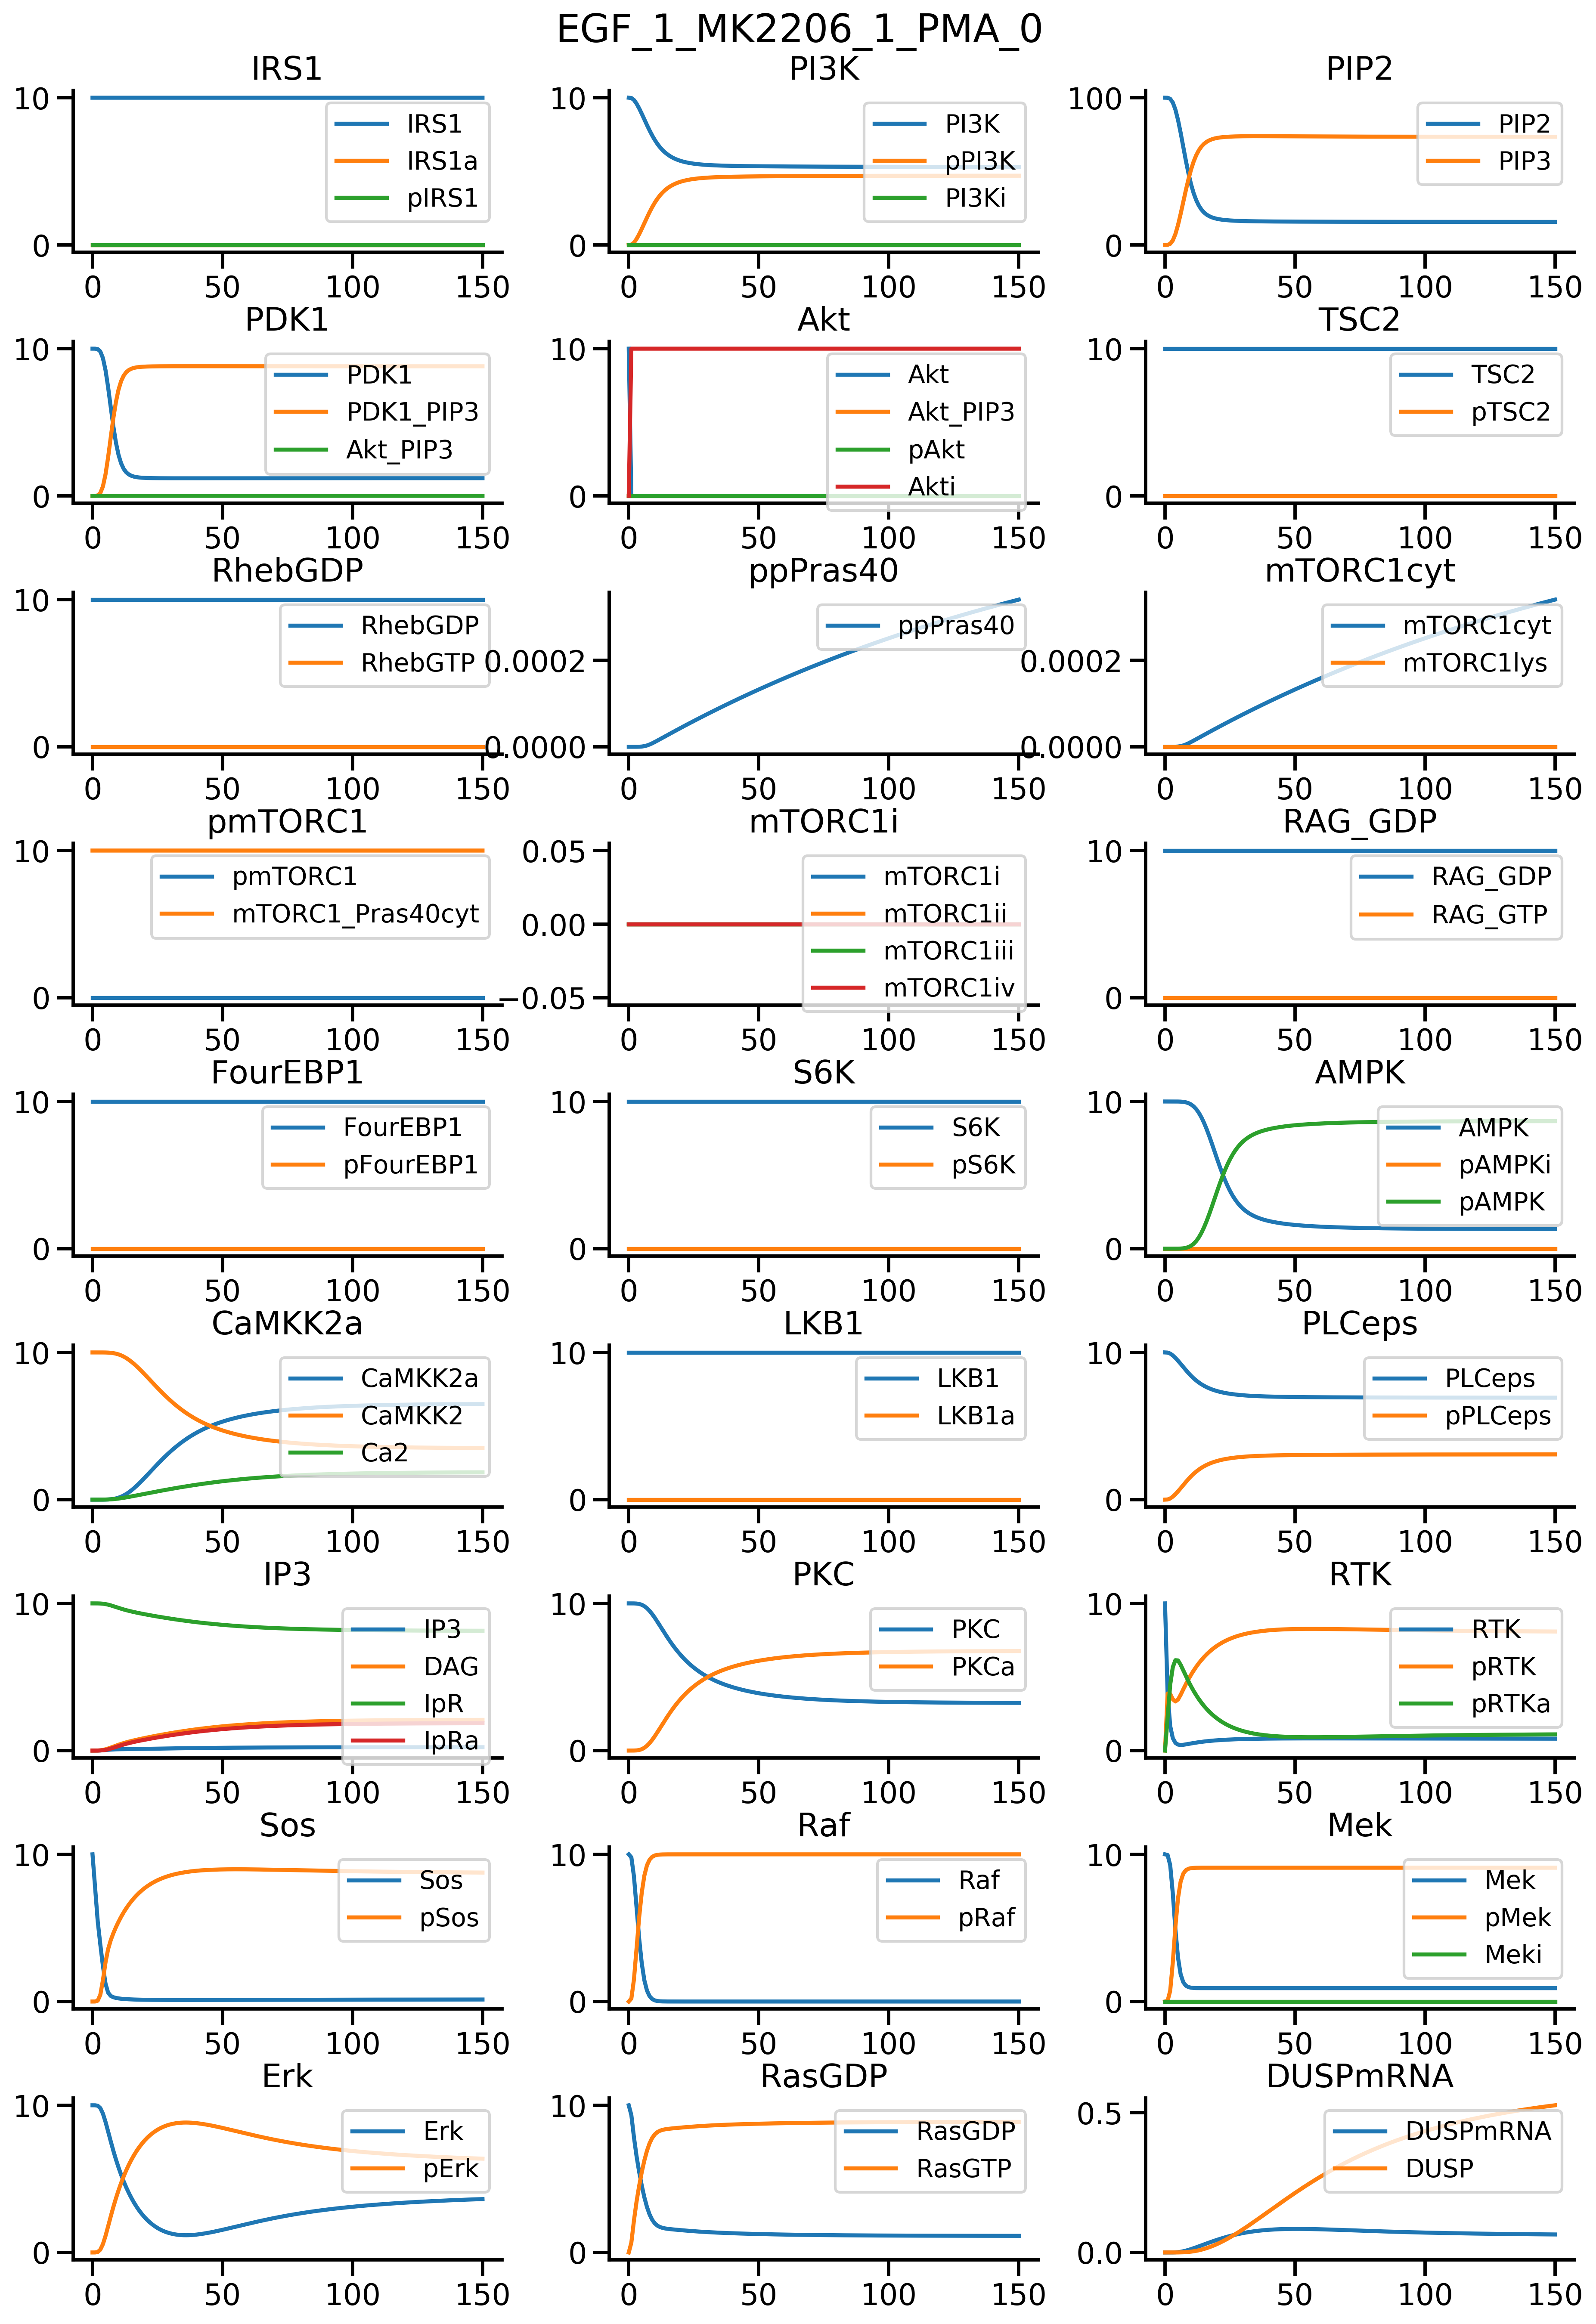 EGF_1_MK2206_1_PMA_0
IRS1
10
0
0 50 100 150
IRS1
IRS1a
pIRS1
PI3K
10
0
0 50 100 150
PI3K
pPI3K
PI3Ki
PIP2
100
0
0 50 100 150
PIP2
PIP3
PDK1
10
0
0 50 100 150
PDK1
PDK1_PIP3
Akt_PIP3
Akt
10
0
0 50 100 150
Akt
Akt_PIP3
pAkt
Akti
TSC2
10
0
0 50 100 150
TSC2
pTSC2
RhebGDP
10
0
0 50 100 150
RhebGDP
RhebGTP
ppPras40
0.0002
0.0000
0 50 100 150
ppPras40
mTORC1cyt
0.0002
0.0000
0 50 100 150
mTORC1cyt
mTORC1lys
pmTORC1
10
0
0 50 100 150
pmTORC1
mTORC1_Pras40cyt
mTORC1i
0.05
0.00
−0.05
0 50 100 150
mTORC1i
mTORC1ii
mTORC1iii
mTORC1iv
RAG_GDP
10
0
0 50 100 150
RAG_GDP
RAG_GTP
FourEBP1
10
0
0 50 100 150
FourEBP1
pFourEBP1
S6K
10
0
0 50 100 150
S6K
pS6K
AMPK
10
0
0 50 100 150
AMPK
pAMPKi
pAMPK
CaMKK2a
10
0
0 50 100 150
CaMKK2a
CaMKK2
Ca2
LKB1
10
0
0 50 100 150
LKB1
LKB1a
PLCeps
10
0
0 50 100 150
PLCeps
pPLCeps
IP3
10
0
0 50 100 150
IP3
DAG
IpR
IpRa
PKC
10
0
0 50 100 150
PKC
PKCa
RTK
10
0
0 50 100 150
RTK
pRTK
pRTKa
Sos
10
0
0 50 100 150
Sos
pSos
Raf
10
0
0 50 100 150
Raf
pRaf
Mek
10
0
0 50 100 150
Mek
pMek
Meki
Erk
10
0
0 50 100 150
Erk
pErk
RasGDP
10
0
0 50 100 150
RasGDP
RasGTP
DUSPmRNA
0.5
0.0
0 50 100 150
DUSPmRNA
DUSP